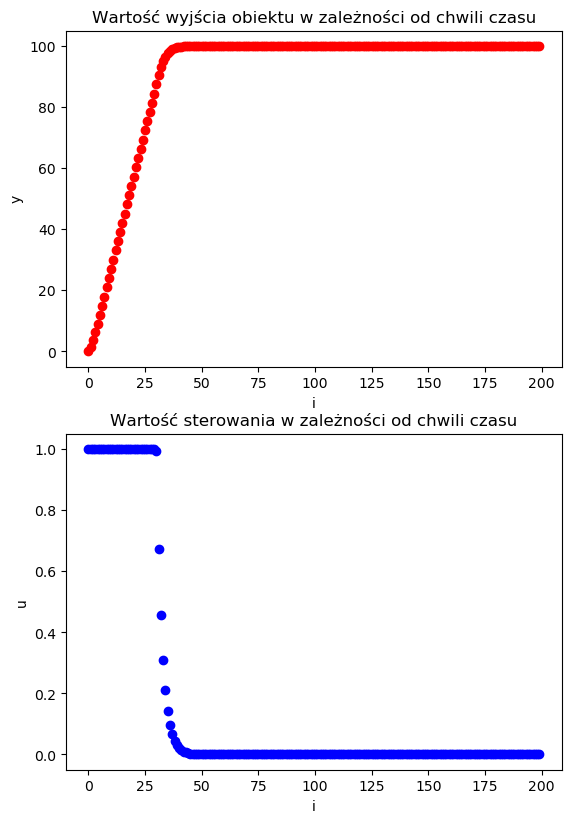 Wartość wyjścia obiektu w zależności od chwili czasu
100
80
60
40
20
0
y
0 25 50 75 100 125 150 175 200
i
Wartość sterowania w zależności od chwili czasu
1.0
0.8
0.6
0.4
0.2
0.0
u
0 25 50 75 100 125 150 175 200
i